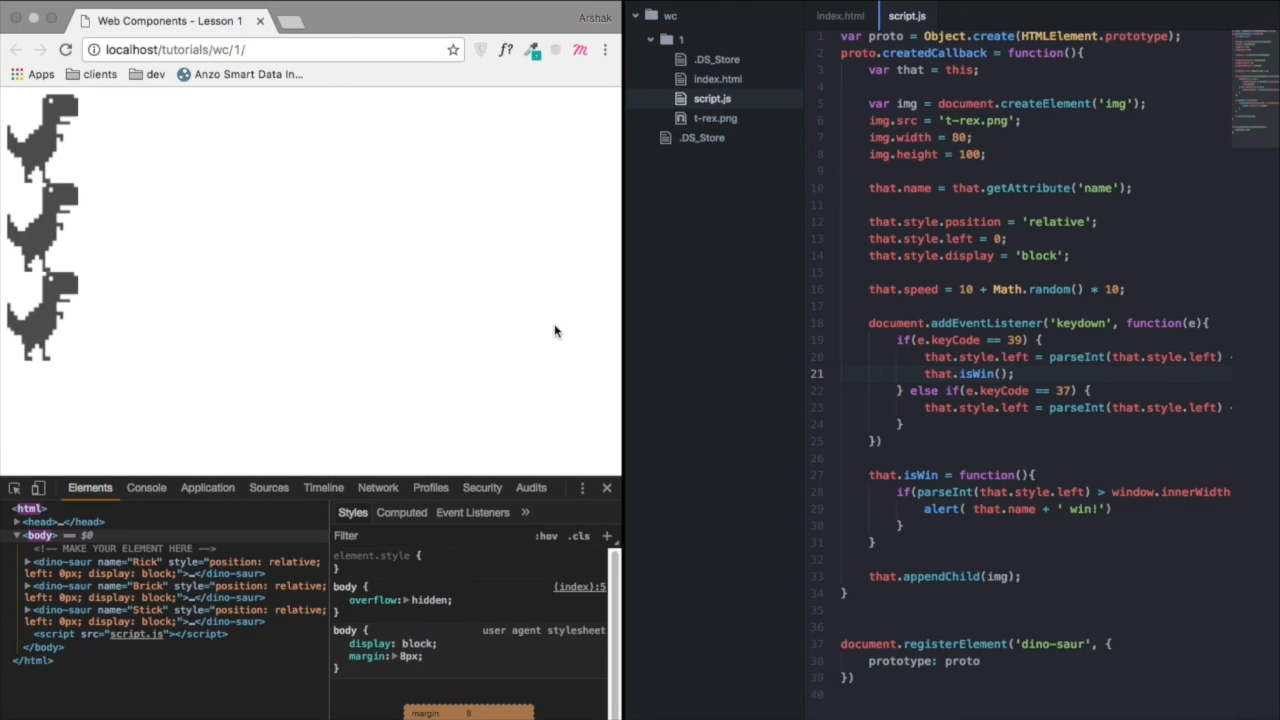 Web Components - Lesson 1
Arshak
localhost/tutorials/wc/1/
f?
m
Apps clients dev Anzo Smart Data In...
Elements Console Application Sources Timeline Network Profiles Security Audits
<html>
<head>…</head>
<body> == $0
<!-- MAKE YOUR ELEMENT HERE -->
<dino-saur name="Rick" style="position: relative;
left: 0px; display: block;">…</dino-saur>
<dino-saur name="Brick" style="position: relative;
left: 0px; display: block;">…</dino-saur>
<dino-saur name="Stick" style="position: relative;
left: 0px; display: block;">…</dino-saur>
<script src="script.js"></script>
</body>
</html>
Styles Computed Event Listeners »
Filter :hov .cls +
element.style {
}
body { (index):5
overflow: hidden;
}
body { user agent stylesheet
display: block;
margin: 8px;
}
margin 8
wc
1
.DS_Store
index.html
script.js
t-rex.png
.DS_Store
index.html script.js
1 var proto = Object.create(HTMLElement.prototype);
2 proto.createdCallback = function(){
3 var that = this;
4
5 var img = document.createElement('img');
6 img.src = 't-rex.png';
7 img.width = 80;
8 img.height = 100;
9
10 that.name = that.getAttribute('name');
11
12 that.style.position = 'relative';
13 that.style.left = 0;
14 that.style.display = 'block';
15
16 that.speed = 10 + Math.random() * 10;
17
18 document.addEventListener('keydown', function(e){
19 if(e.keyCode == 39) {
20 that.style.left = parseInt(that.style.left)
21 that.isWin();
22 } else if(e.keyCode == 37) {
23 that.style.left = parseInt(that.style.left)
24 }
25 })
26
27 that.isWin = function(){
28 if(parseInt(that.style.left) > window.innerWidth
29 alert( that.name + ' win!')
30 }
31 }
32
33 that.appendChild(img);
34 }
35
36
37 document.registerElement('dino-saur', {
38 prototype: proto
39 })
40